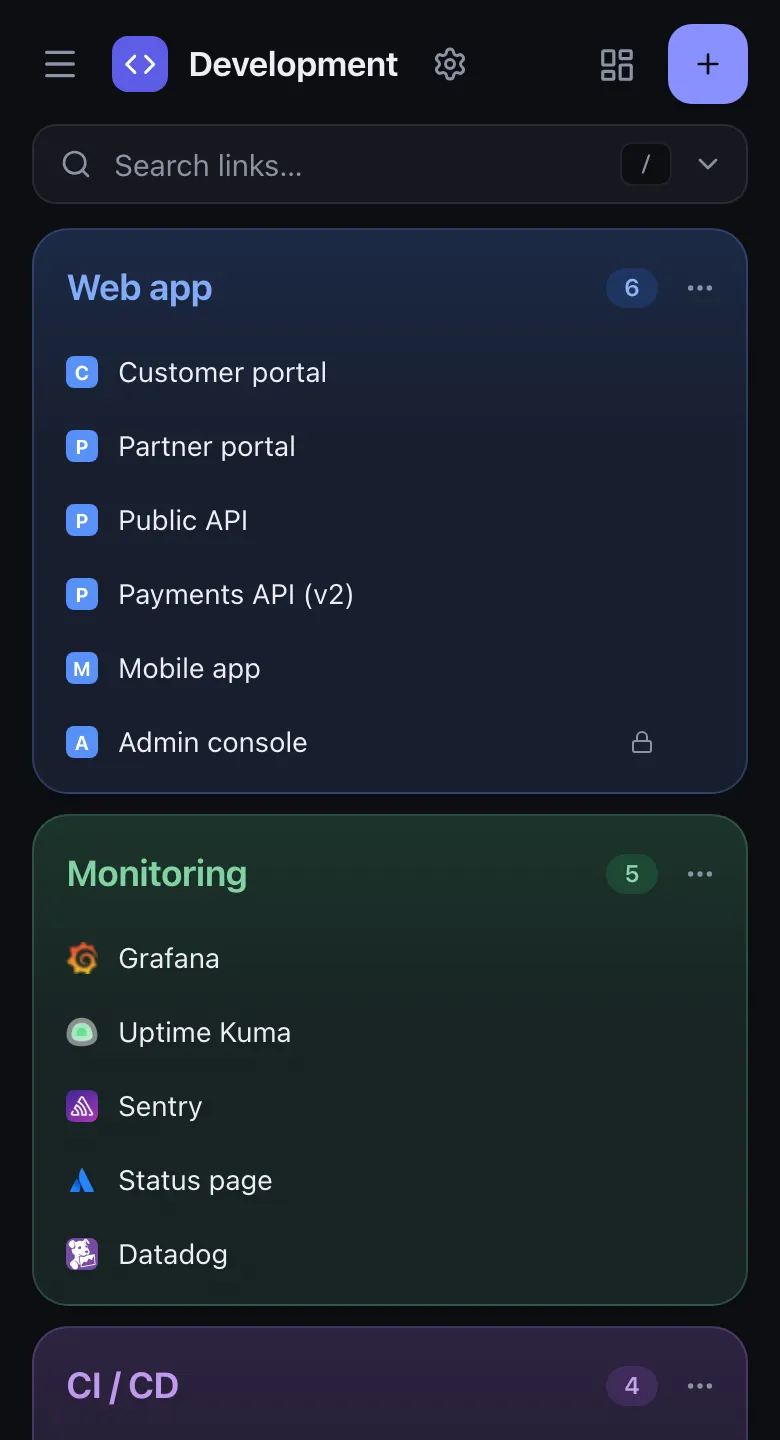 Development
Search links...
/
Web app 6
C Customer portal
P Partner portal
P Public API
P Payments API (v2)
M Mobile app
A Admin console
Monitoring 5
Grafana
Uptime Kuma
Sentry
Status page
Datadog
CI / CD 4